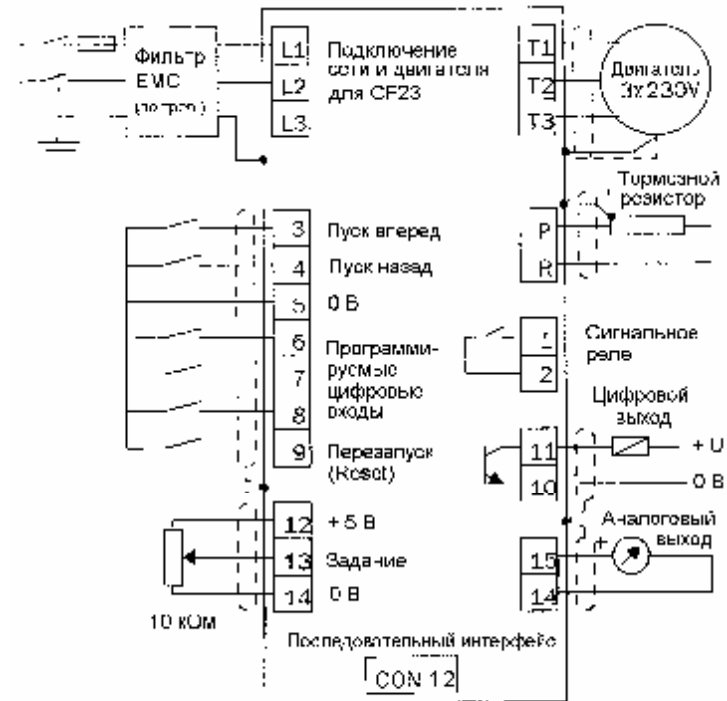 Фильтр
EMC
L1
L2
L3
Подключение
сети и двигателя
для CF23
T1
T2
T3
Двигатель
3x230V
Тормозной
резистор
P
R
3
Пуск вперед
4
Пуск назад
5
0 В
6
7
8
Программи-
руемые
цифровые
входы
9
Перезапуск
(Reset)
Сигнальное
реле
2
Цифровой
выход
11
+ U
10
0 В
12
+ 5 В
13
Задание
14
0 В
10 кОм
Аналоговый
выход
+
15
14
Последовательный интерфейс
CON 12